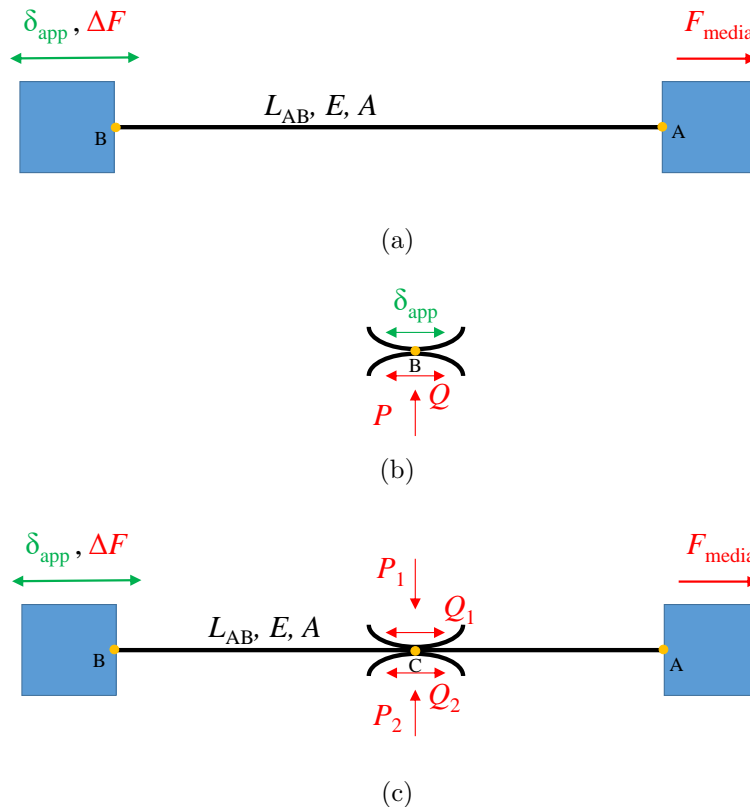 δapp , ΔF
Fmedia
LAB, E, A
B
A
(a)
δapp
B
P
Q
(b)
δapp , ΔF
P1
Fmedia
Q1
LAB, E, A
B
C
A
Q2
P2
(c)